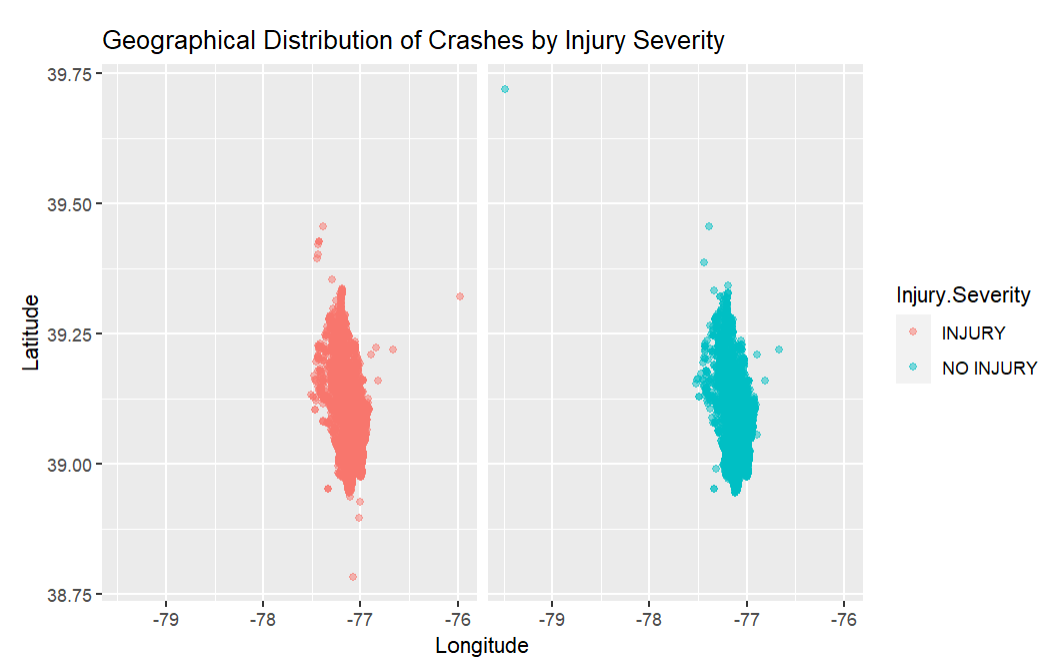 Geographical Distribution of Crashes by Injury Severity
39.75
39.50
39.25
39.00
38.75
Latitude
-79 -78 -77 -76 -79 -78 -77 -76
Longitude
Injury.Severity
INJURY
NO INJURY